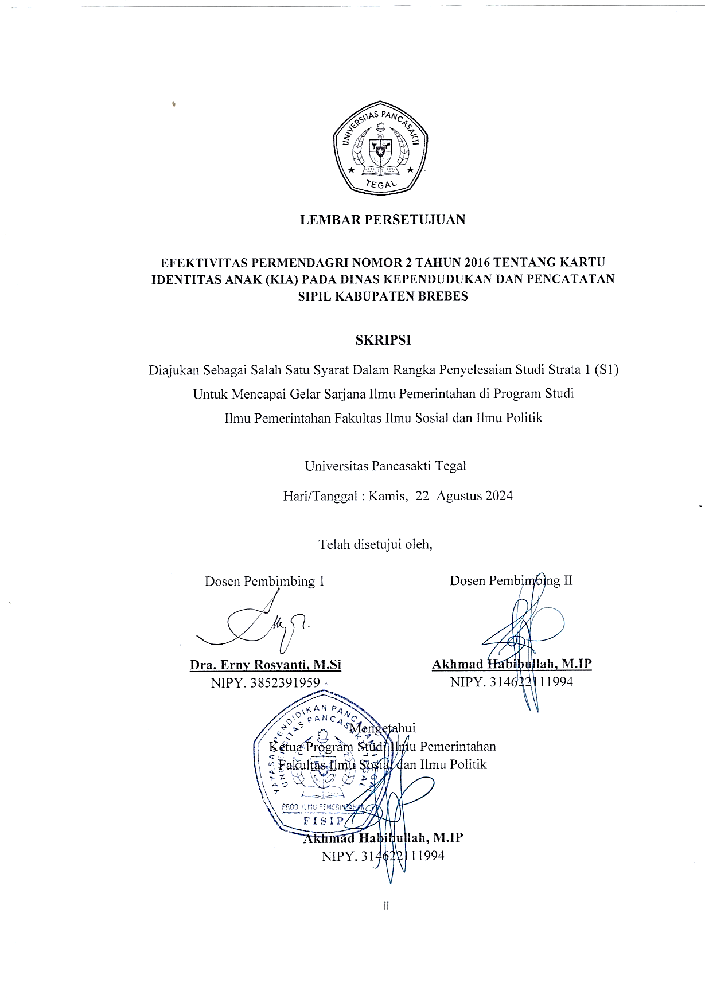 UNIVERSITAS PANCASAKTI
TEGAL
LEMBAR PERSETUJUAN
EFEKTIVITAS PERMENDAGRI NOMOR 2 TAHUN 2016 TENTANG KARTU
IDENTITAS ANAK (KIA) PADA DINAS KEPENDUDUKAN DAN PENCATATAN
SIPIL KABUPATEN BREBES
SKRIPSI
Diajukan Sebagai Salah Satu Syarat Dalam Rangka Penyelesaian Studi Strata 1 (S1)
Untuk Mencapai Gelar Sarjana Ilmu Pemerintahan di Program Studi
Ilmu Pemerintahan Fakultas Ilmu Sosial dan Ilmu Politik
Universitas Pancasakti Tegal
Hari/Tanggal : Kamis, 22 Agustus 2024
Telah disetujui oleh,
Dosen Pembimbing 1
Dosen Pembimbing II
Dra. Erny Rosyanti, M.Si
Akhmad Habibullah, M.IP
NIPY. 3852391959
NIPY. 314622111994
YAYASAN PENDIDIKAN PANCASAKTI TEGAL
UNIVERSITAS PANCASAKTI TEGAL
Mengetahui
Ketua Program Studi Ilmu Pemerintahan
Fakultas Ilmu Sosial dan Ilmu Politik
PRODI ILMU PEMERINTAHAN
FISIP
Akhmad Habibullah, M.IP
NIPY. 314622111994
ii